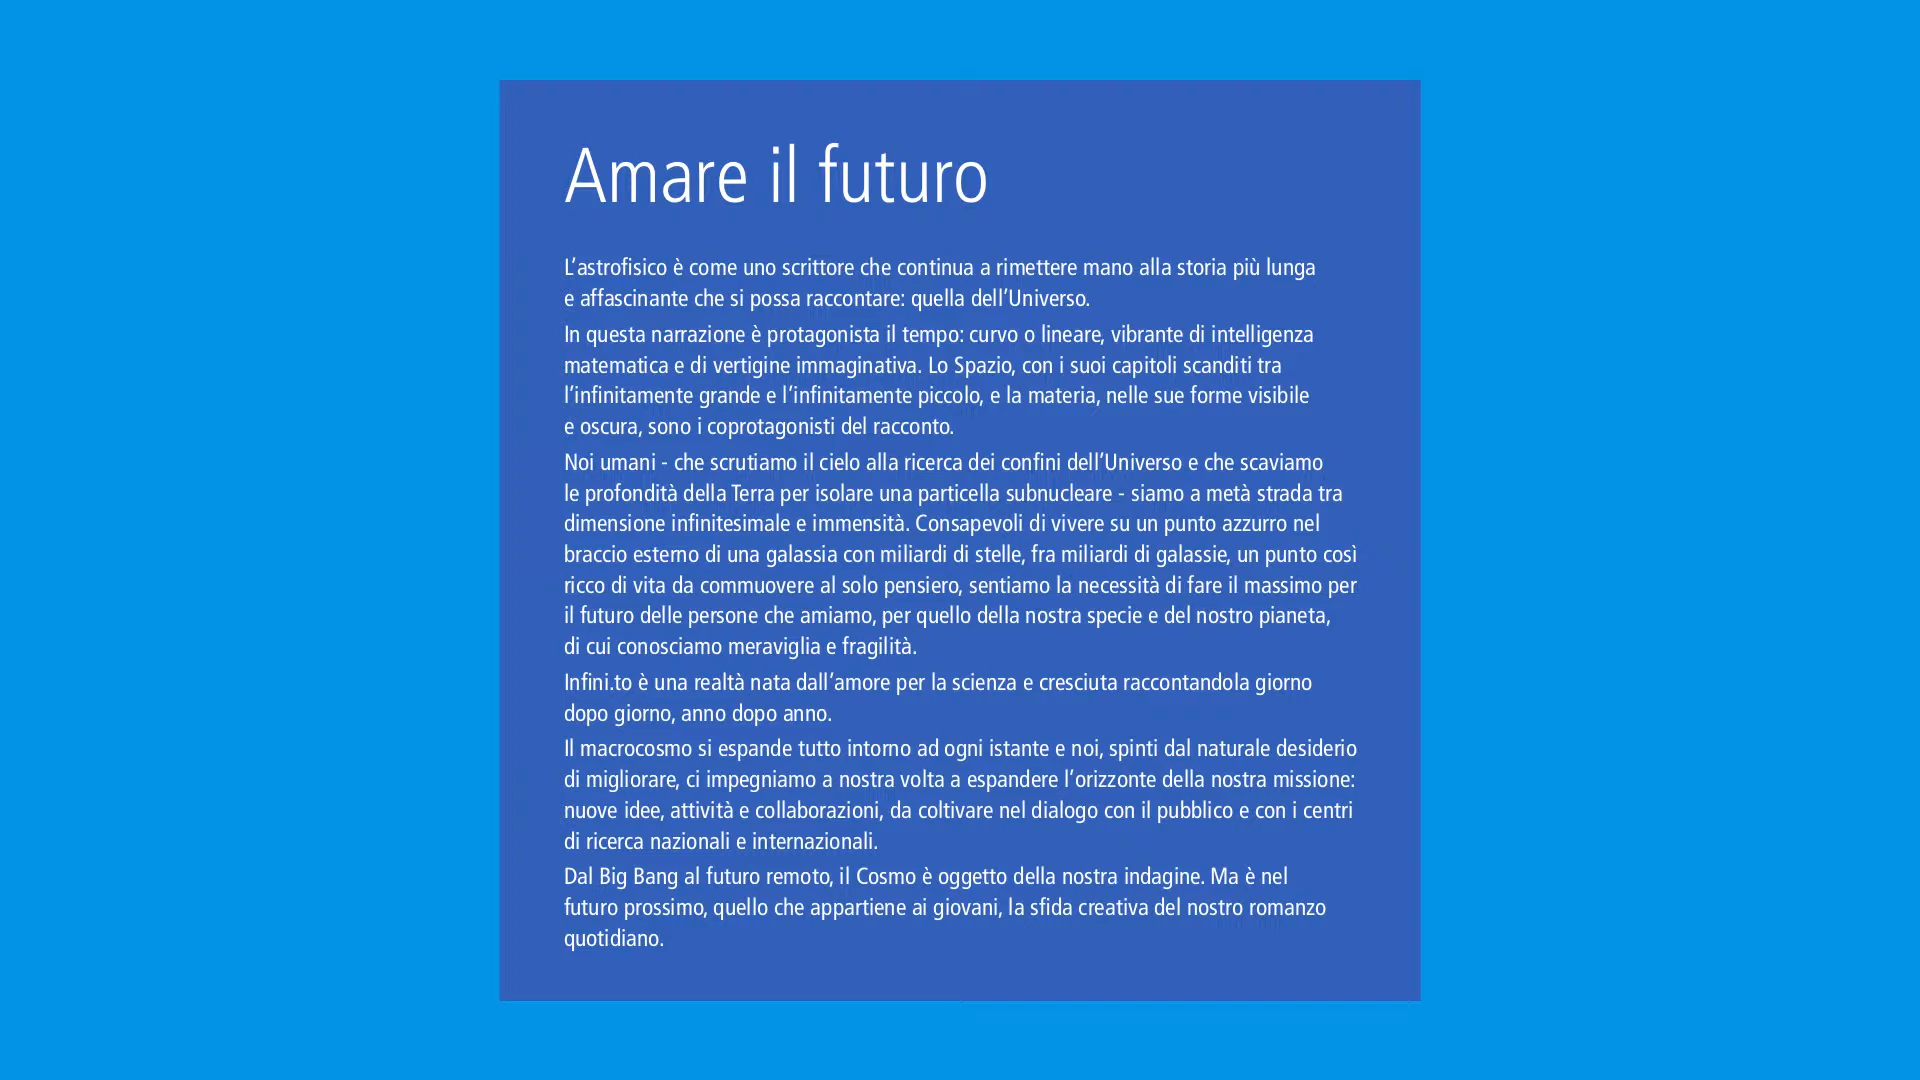 Amare il futuro
L’astrofisico è come uno scrittore che continua a rimettere mano alla storia più lunga
e affascinante che si possa raccontare: quella dell’Universo.
In questa narrazione è protagonista il tempo: curvo o lineare, vibrante di intelligenza
matematica e di vertigine immaginativa. Lo Spazio, con i suoi capitoli scanditi tra
l’infinitamente grande e l’infinitamente piccolo, e la materia, nelle sue forme visibile
e oscura, sono i coprotagonisti del racconto.
Noi umani - che scrutiamo il cielo alla ricerca dei confini dell’Universo e che scaviamo
le profondità della Terra per isolare una particella subnucleare - siamo a metà strada tra
dimensione infinitesimale e immensità. Consapevoli di vivere su un punto azzurro nel
braccio esterno di una galassia con miliardi di stelle, fra miliardi di galassie, un punto così
ricco di vita da commuovere al solo pensiero, sentiamo la necessità di fare il massimo per
il futuro delle persone che amiamo, per quello della nostra specie e del nostro pianeta,
di cui conosciamo meraviglia e fragilità.
Infini.to è una realtà nata dall’amore per la scienza e cresciuta raccontandola giorno
dopo giorno, anno dopo anno.
Il macrocosmo si espande tutto intorno ad ogni istante e noi, spinti dal naturale desiderio
di migliorare, ci impegniamo a nostra volta a espandere l’orizzonte della nostra missione:
nuove idee, attività e collaborazioni, da coltivare nel dialogo con il pubblico e con i centri
di ricerca nazionali e internazionali.
Dal Big Bang al futuro remoto, il Cosmo è oggetto della nostra indagine. Ma è nel
futuro prossimo, quello che appartiene ai giovani, la sfida creativa del nostro romanzo
quotidiano.